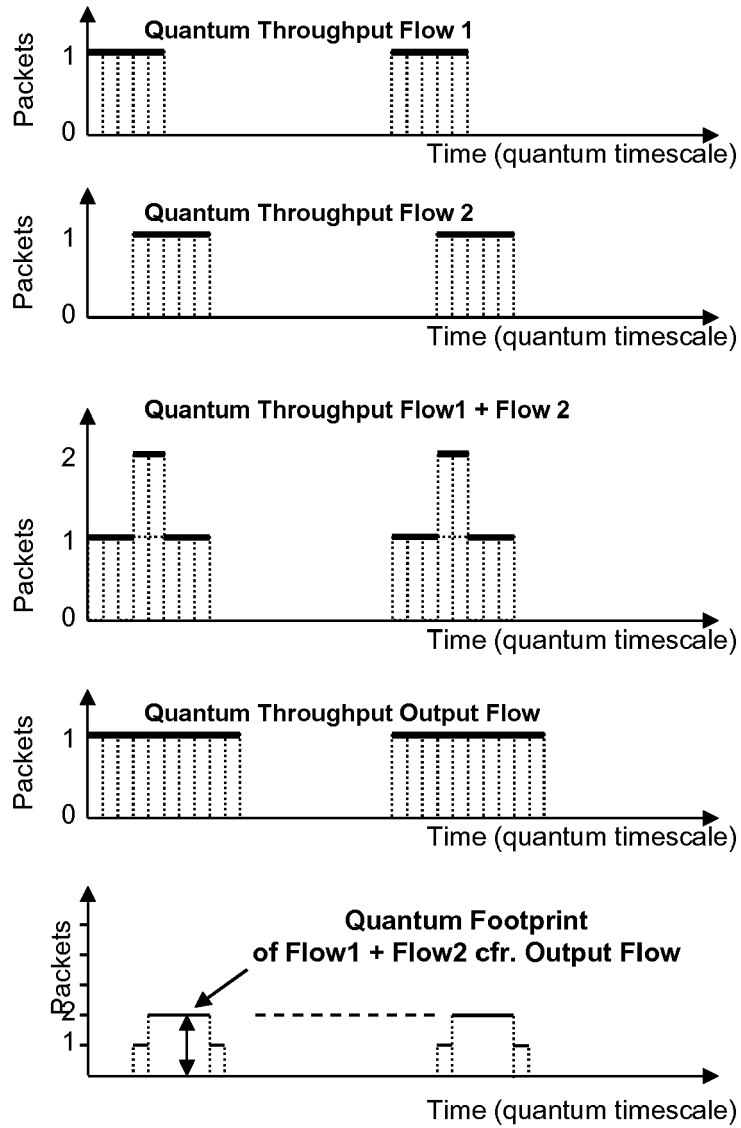 Quantum Throughput Flow 1
Packets
1
0
Time (quantum timescale)
Quantum Throughput Flow 2
Packets
1
0
Time (quantum timescale)
Quantum Throughput Flow1 + Flow 2
Packets
2
1
0
Time (quantum timescale)
Quantum Throughput Output Flow
Packets
1
0
Time (quantum timescale)
Quantum Footprint
of Flow1 + Flow2 cfr. Output Flow
Packets
2
1
Time (quantum timescale)